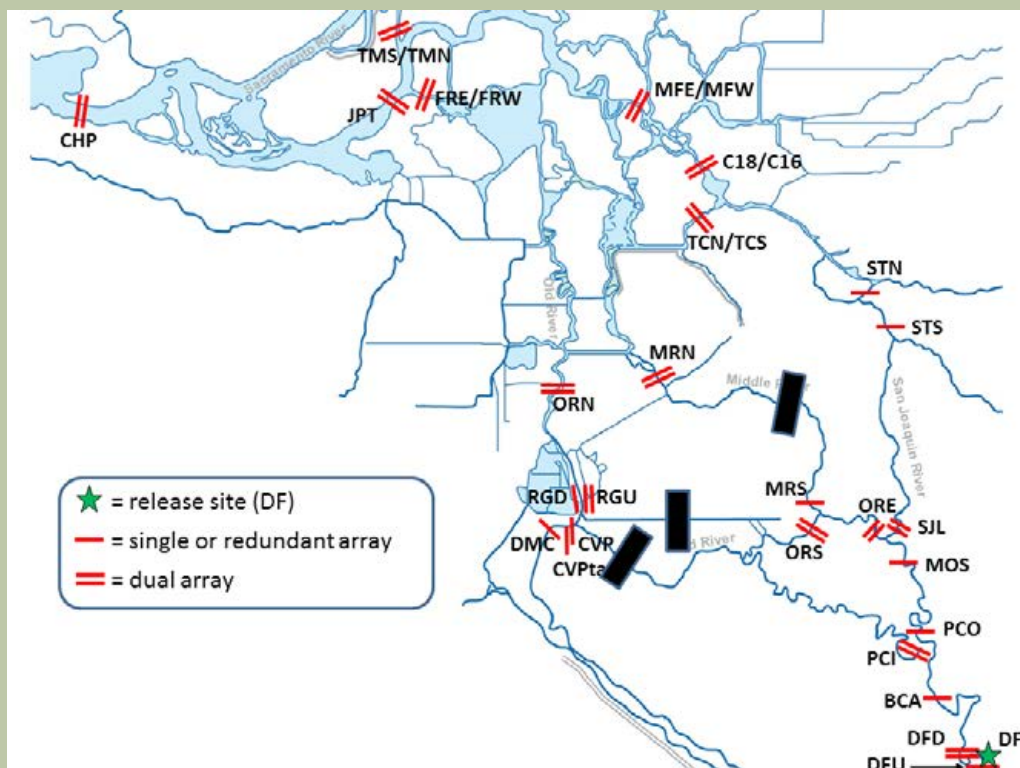 TMS/TMN
Sacramento River
FRE/FRW
MFE/MFW
JPT
CHP
C18/C16
TCN/TCS
STN
Old River
STS
MRN
Middle
ORN
San Joaquin River
= release site (DF)
= single or redundant array
= dual array
RGD
RGU
MRS
ORE
SJL
DMC
CVP
ORS
River
MOS
PCO
PCI
BCA
DFD